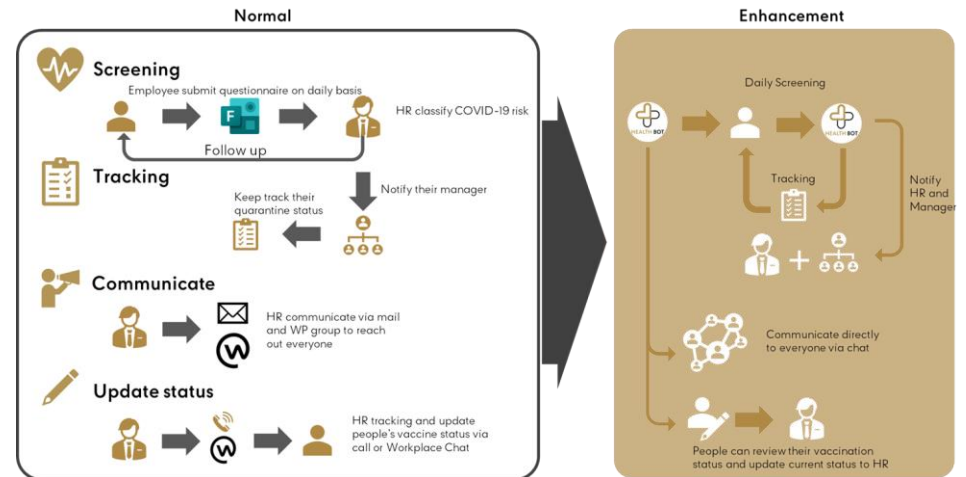 Normal
Screening
Employee submit questionnaire on daily basis
F
HR classify COVID-19 risk
Follow up
Tracking
Notify their manager
Keep track their
quarantine status
Communicate
HR communicate via mail
and WP group to reach
out everyone
Update status
HR tracking and update
people's vaccine status via
call or Workplace Chat
Enhancement
Daily Screening
HEALTH BOT
HEALTH BOT
Tracking
Notify
HR and
Manager
Communicate directly
to everyone via chat
People can review their vaccination
status and update current status to HR